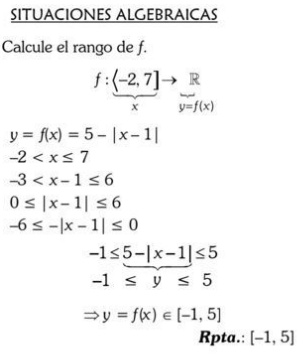 SITUACIONES ALGEBRAICAS
Calcule el rango de f.
f : ⟨−2, 7] → ℝ
x y=f(x)
y = f(x) = 5 − |x − 1|
−2 < x ≤ 7
−3 < x − 1 ≤ 6
0 ≤ |x − 1| ≤ 6
−6 ≤ −|x − 1| ≤ 0
−1 ≤ 5−|x−1| ≤ 5
−1 ≤ y ≤ 5
⇒ y = f(x) ∈ [−1, 5]
Rpta.: [−1, 5]